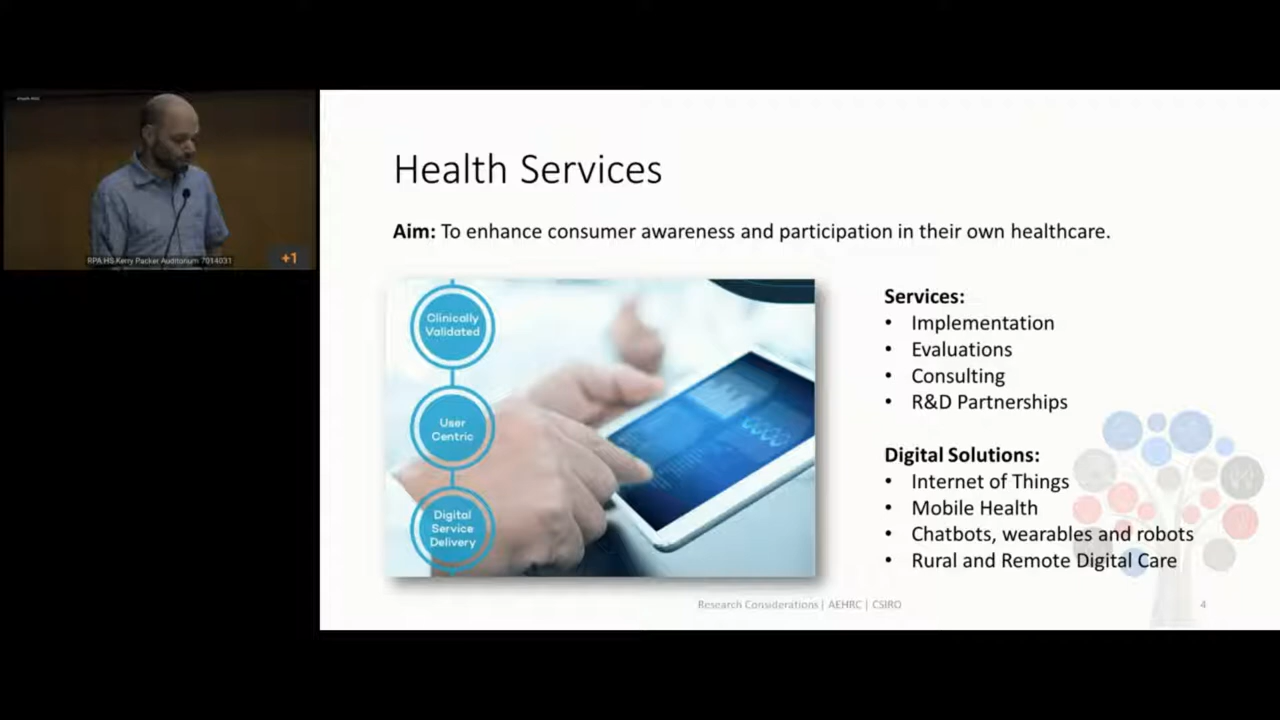 RPA HS Kerry Packer Auditorium 7014031
+1
Health Services
Aim: To enhance consumer awareness and participation in their own healthcare.
Clinically
Validated
User
Centric
Digital
Service
Delivery
Services:
• Implementation
• Evaluations
• Consulting
• R&D Partnerships
Digital Solutions:
• Internet of Things
• Mobile Health
• Chatbots, wearables and robots
• Rural and Remote Digital Care
Research Considerations | AEHRC | CSIRO
4